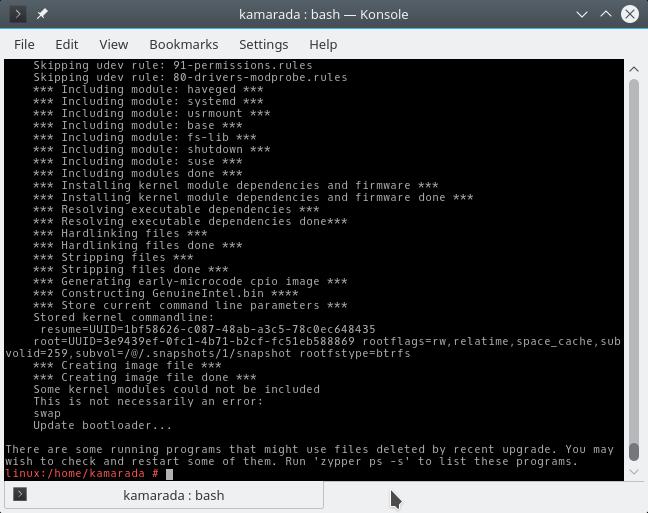 kamarada : bash — Konsole
File Edit View Bookmarks Settings Help
Skipping udev rule: 91-permissions.rules
Skipping udev rule: 80-drivers-modprobe.rules
*** Including module: haveged ***
*** Including module: systemd ***
*** Including module: usrmount ***
*** Including module: base ***
*** Including module: fs-lib ***
*** Including module: shutdown ***
*** Including module: suse ***
*** Including modules done ***
*** Installing kernel module dependencies and firmware ***
*** Installing kernel module dependencies and firmware done ***
*** Resolving executable dependencies ***
*** Resolving executable dependencies done***
*** Hardlinking files ***
*** Hardlinking files done ***
*** Stripping files ***
*** Stripping files done ***
*** Generating early-microcode cpio image ***
*** Constructing GenuineIntel.bin ****
*** Store current command line parameters ***
Stored kernel commandline:
resume=UUID=1bf58626-c087-48ab-a3c5-78c0ec648435
root=UUID=3e9439ef-0fc1-4b71-b2cf-fc51eb588869 rootflags=rw,relatime,space_cache,sub
volid=259,subvol=/@/.snapshots/1/snapshot rootfstype=btrfs
*** Creating image file ***
*** Creating image file done ***
Some kernel modules could not be included
This is not necessarily an error:
swap
Update bootloader...
There are some running programs that might use files deleted by recent upgrade. You may
wish to check and restart some of them. Run 'zypper ps -s' to list these programs.
linux:/home/kamarada #
kamarada : bash